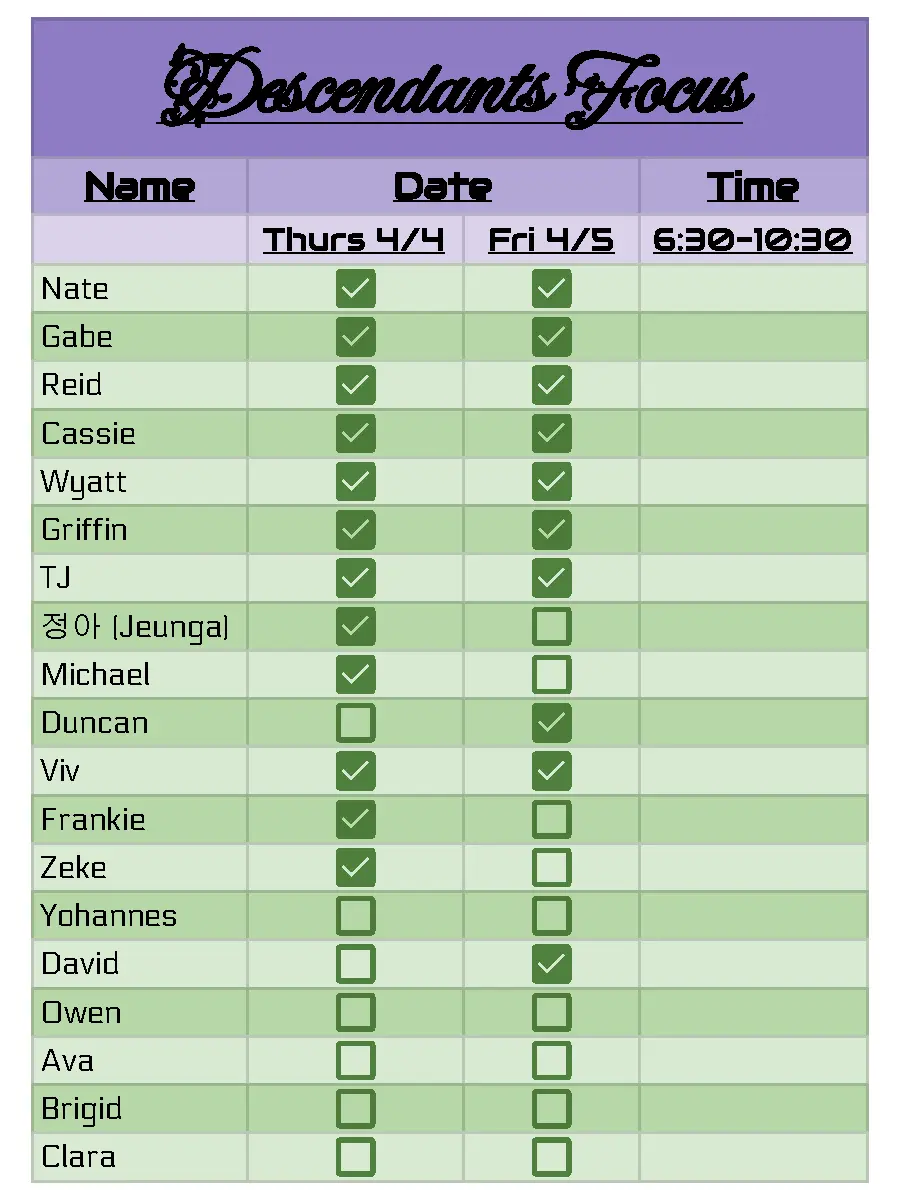 Descendants Focus
Name Date Time
Thurs 4/4 Fri 4/5 6:30-10:30
Nate
Gabe
Reid
Cassie
Wyatt
Griffin
TJ
정아 (Jeunga)
Michael
Duncan
Viv
Frankie
Zeke
Yohannes
David
Owen
Ava
Brigid
Clara